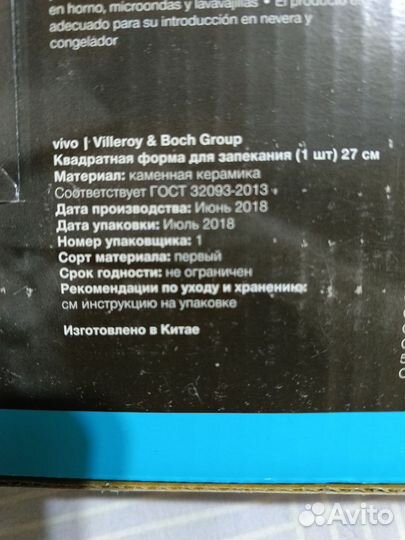 en horno, microondas y lavavajillas • El producto es
adecuado para su introducción en nevera y
congelador
vivo | Villeroy & Boch Group
Квадратная форма для запекания (1 шт) 27 см
Материал: каменная керамика
Соответствует ГОСТ 32093-2013
Дата производства: Июнь 2018
Дата упаковки: Июль 2018
Номер упаковщика: 1
Сорт материала: первый
Срок годности: не ограничен
Рекомендации по уходу и хранению:
см инструкцию на упаковке
Изготовлено в Китае
Avito